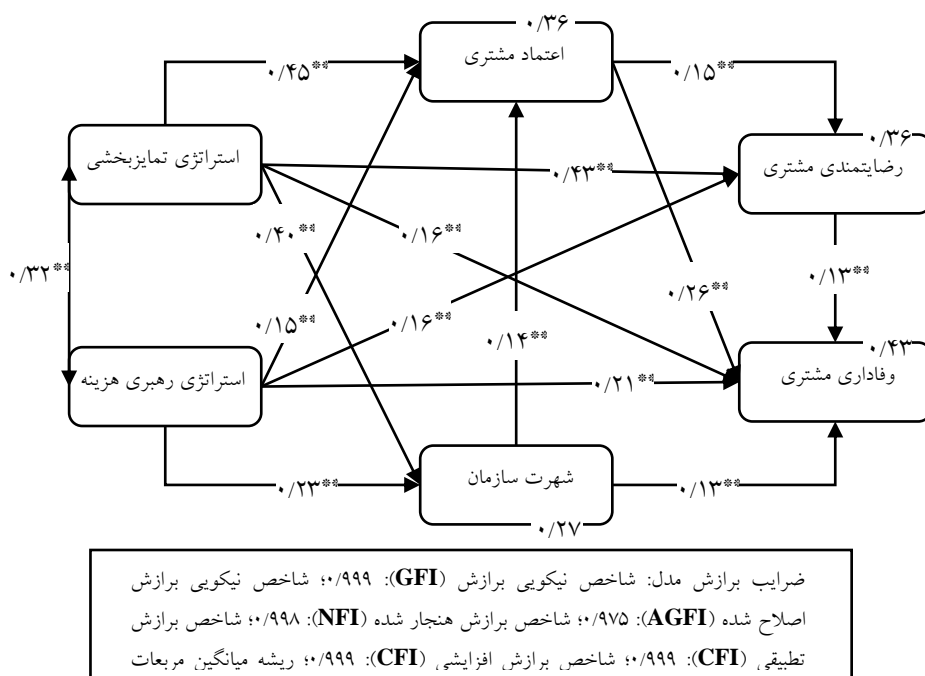 ۰/۳۶
اعتماد مشتری
۰/۴۵**
۰/۱۵**
۰/۳۶
استراتژی تمایزبخشی
رضایتمندی مشتری
۰/۴۳**
۰/۴۰**
۰/۱۶**
۰/۳۲**
۰/۲۶**
۰/۱۳**
۰/۱۵**
۰/۱۶**
۰/۱۴**
۰/۴۳
استراتژی رهبری هزینه
وفاداری مشتری
۰/۲۱**
شهرت سازمان
۰/۲۳**
۰/۱۳**
۰/۲۷
ضرایب برازش مدل: شاخص نیکویی برازش (GFI): ۰/۹۹۹؛ شاخص نیکویی برازش
اصلاح شده (AGFI): ۰/۹۷۵؛ شاخص برازش هنجار شده (NFI): ۰/۹۹۸؛ شاخص برازش
تطبیقی (CFI): ۰/۹۹۹؛ شاخص برازش افزایشی (CFI): ۰/۹۹۹؛ ریشه میانگین مربعات